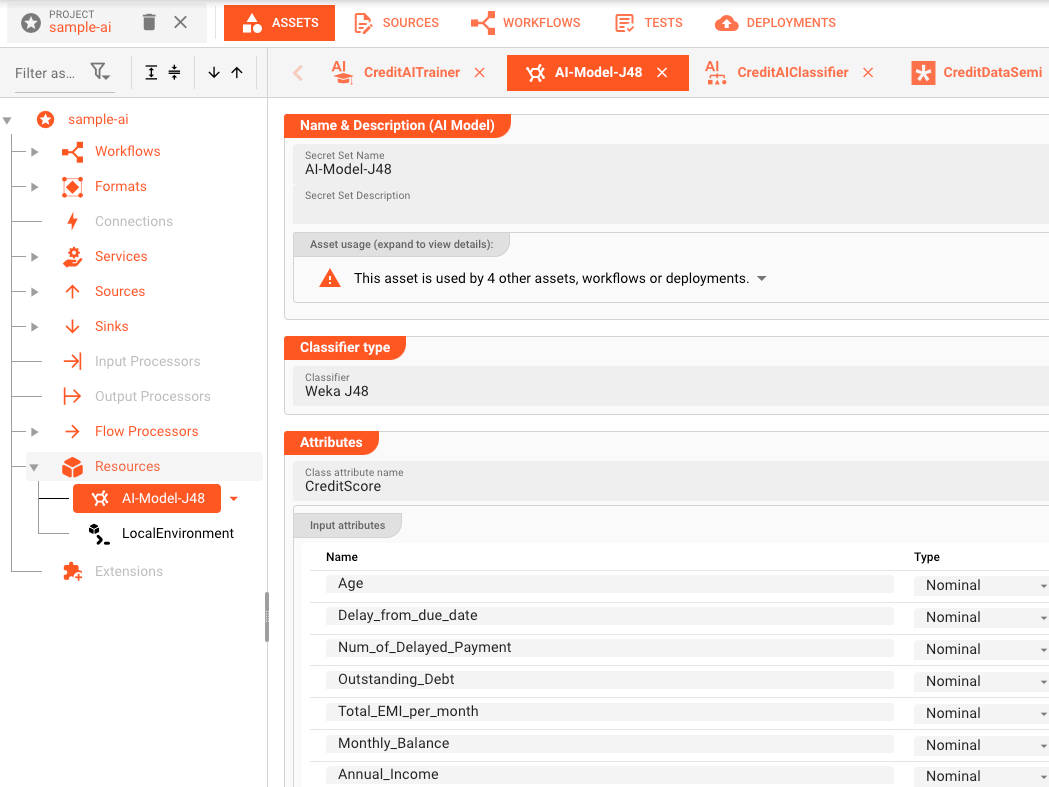 PROJECT
sample-ai
ASSETS
SOURCES
WORKFLOWS
TESTS
DEPLOYMENTS
Filter as...
AI
CreditAITrainer
AI-Model-J48
AI
CreditAIClassifier
CreditDataSemi
sample-ai
Workflows
Formats
Connections
Services
Sources
Sinks
Input Processors
Output Processors
Flow Processors
Resources
AI-Model-J48
LocalEnvironment
Extensions
Name & Description (AI Model)
Secret Set Name
AI-Model-J48
Secret Set Description
Asset usage (expand to view details):
This asset is used by 4 other assets, workflows or deployments.
Classifier type
Classifier
Weka J48
Attributes
Class attribute name
CreditScore
Input attributes
Name Type
Age Nominal
Delay_from_due_date Nominal
Num_of_Delayed_Payment Nominal
Outstanding_Debt Nominal
Total_EMI_per_month Nominal
Monthly_Balance Nominal
Annual_Income Nominal